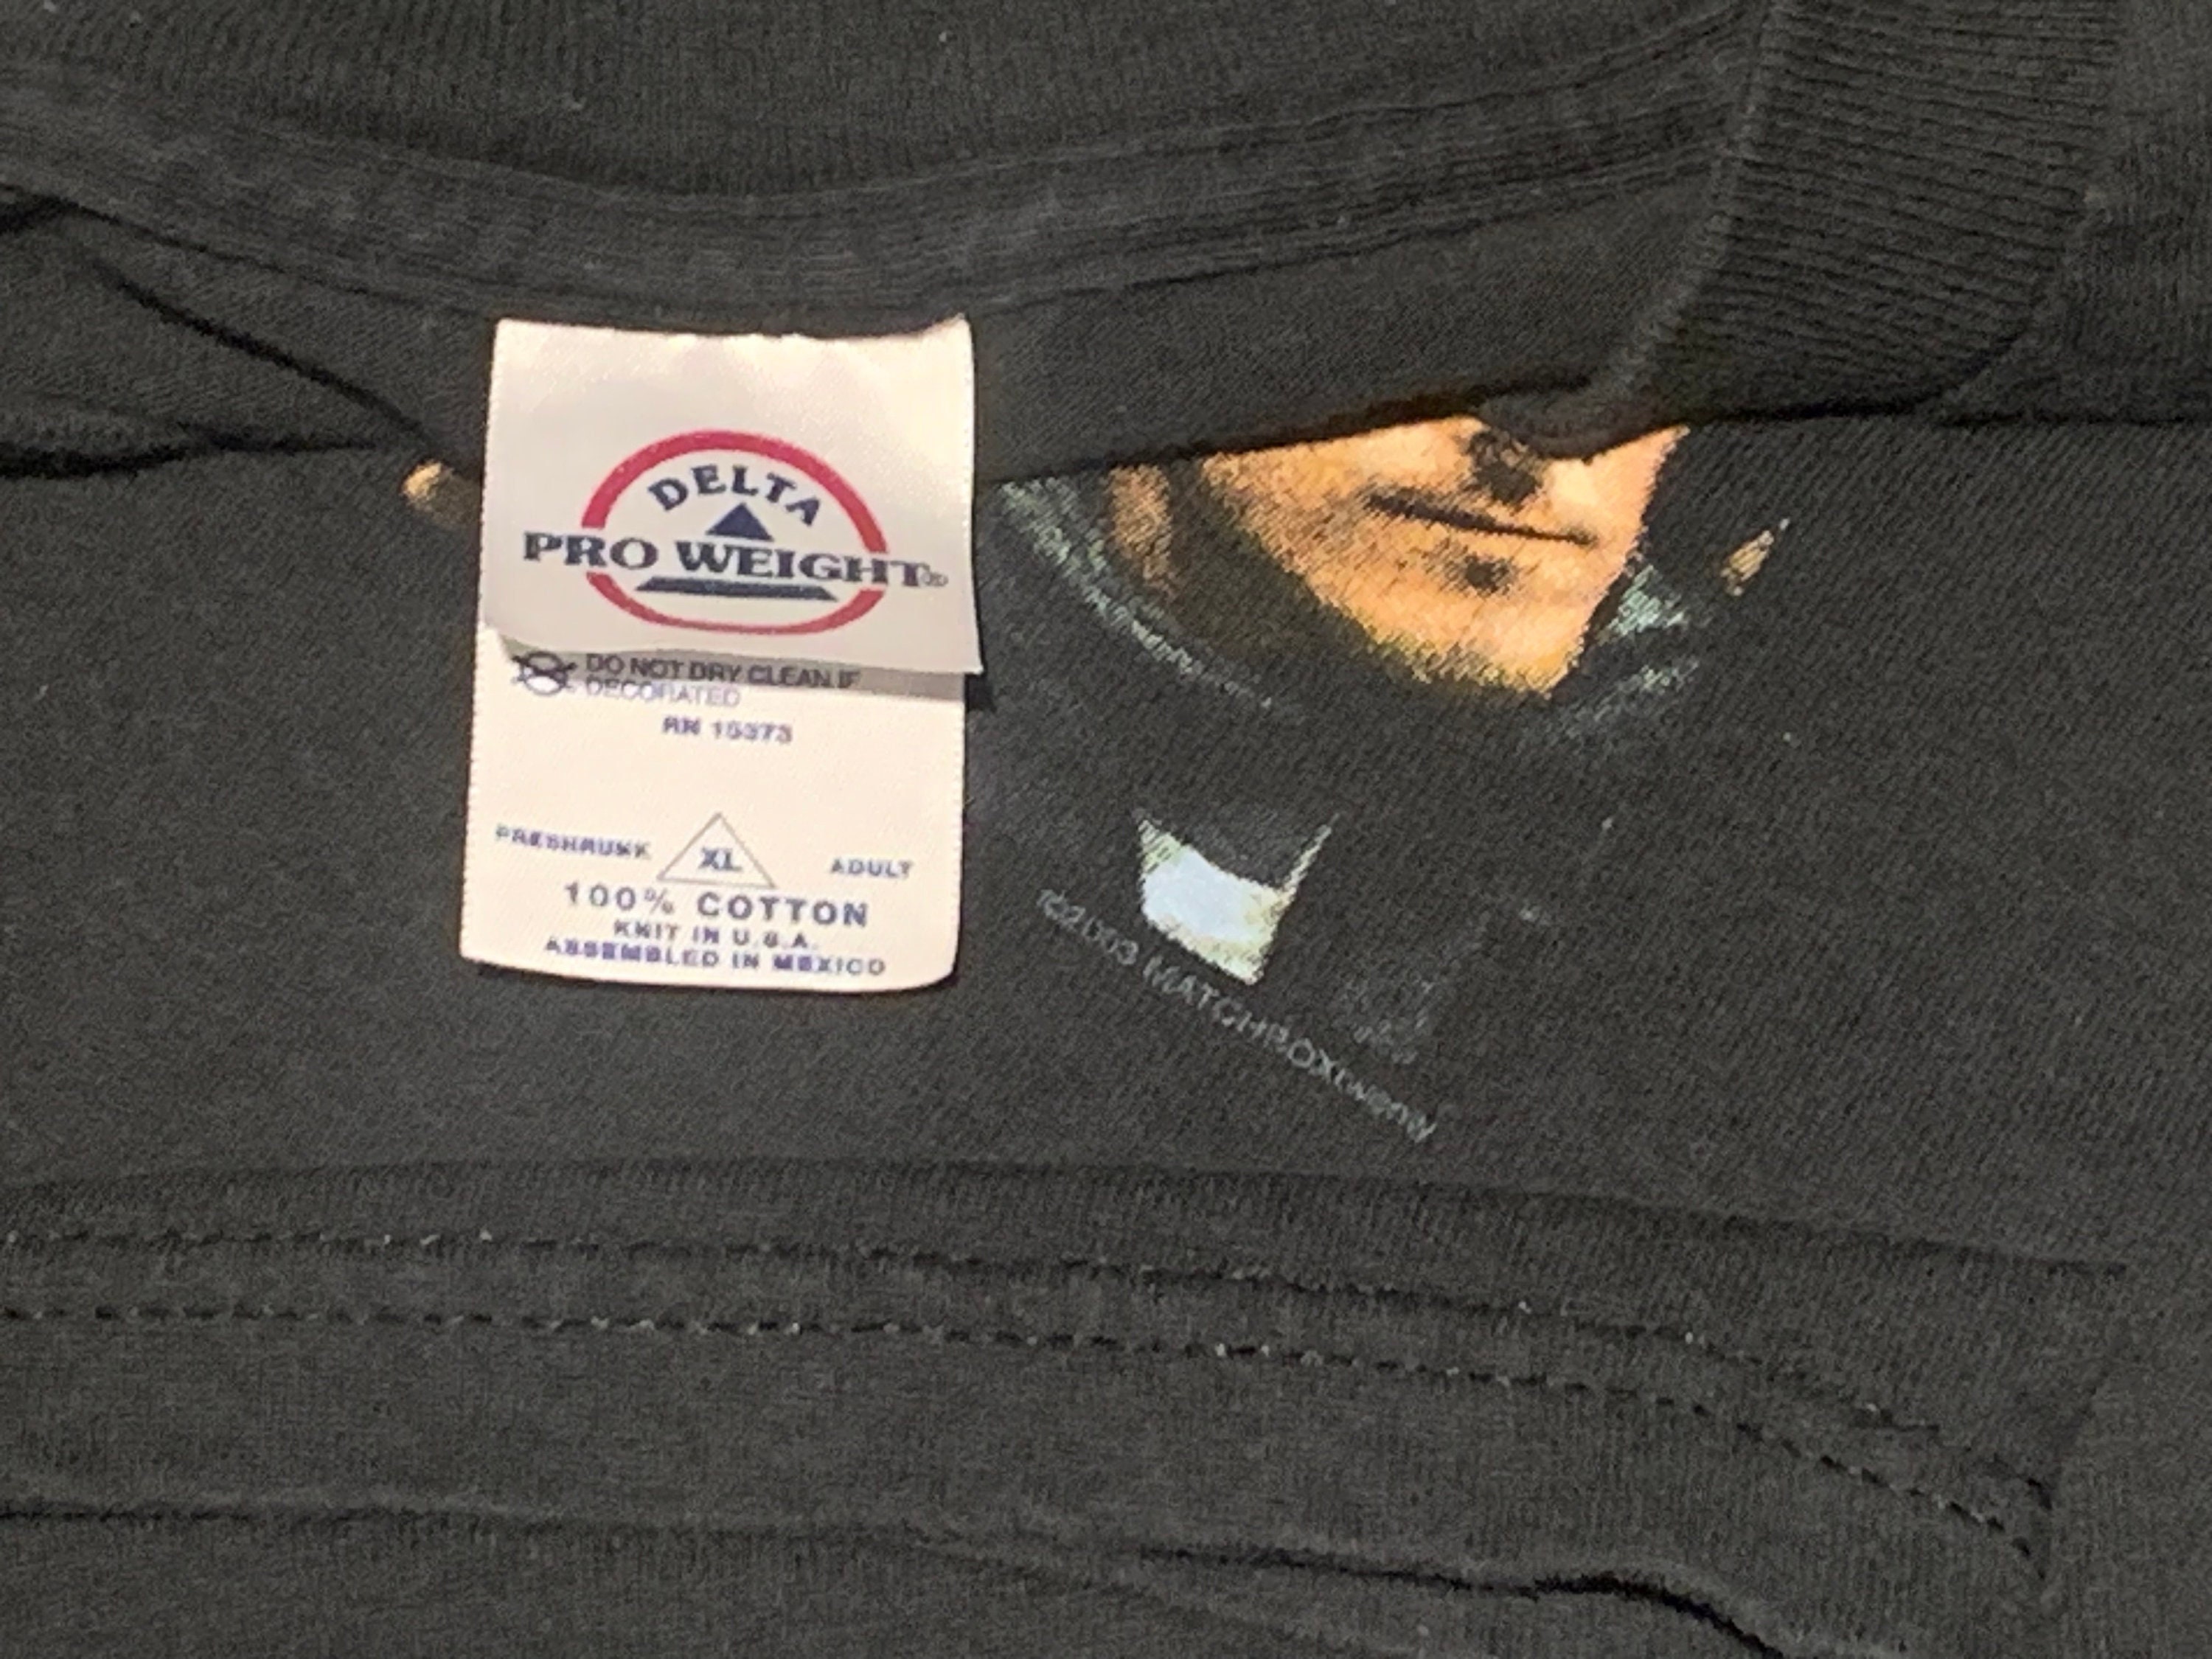 DELTA
PRO WEIGHT®
DO NOT DRY CLEAN IF
DECORATED
RN 15373
PRESHRUNK XL ADULT
100% COTTON
KNIT IN U.S.A.
ASSEMBLED IN MEXICO
©2003 MATCHBOX